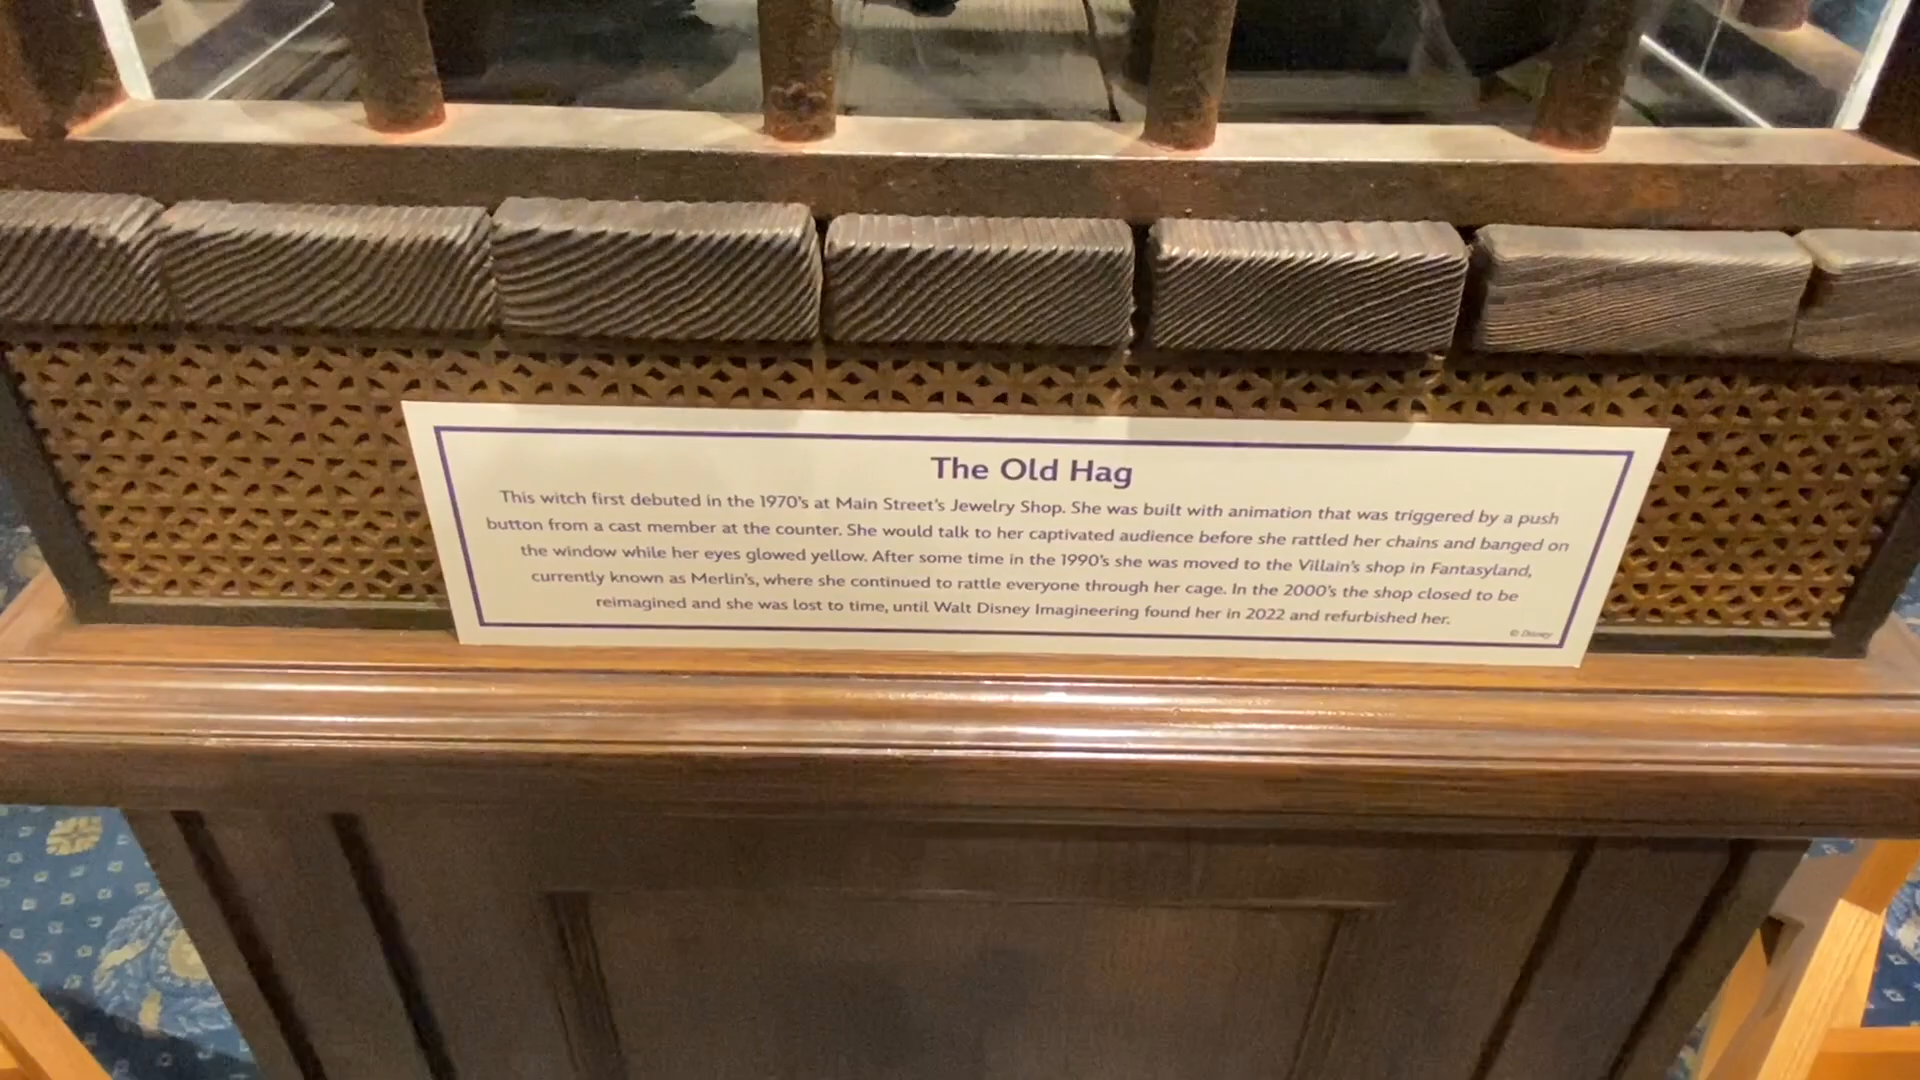 The Old Hag
This witch first debuted in the 1970's at Main Street's Jewelry Shop. She was built with animation that was triggered by a push
button from a cast member at the counter. She would talk to her captivated audience before she rattled her chains and banged on
the window while her eyes glowed yellow. After some time in the 1990's she was moved to the Villain's shop in Fantasyland,
currently known as Merlin's, where she continued to rattle everyone through her cage. In the 2000's the shop closed to be
reimagined and she was lost to time, until Walt Disney Imagineering found her in 2022 and refurbished her.
© Disney